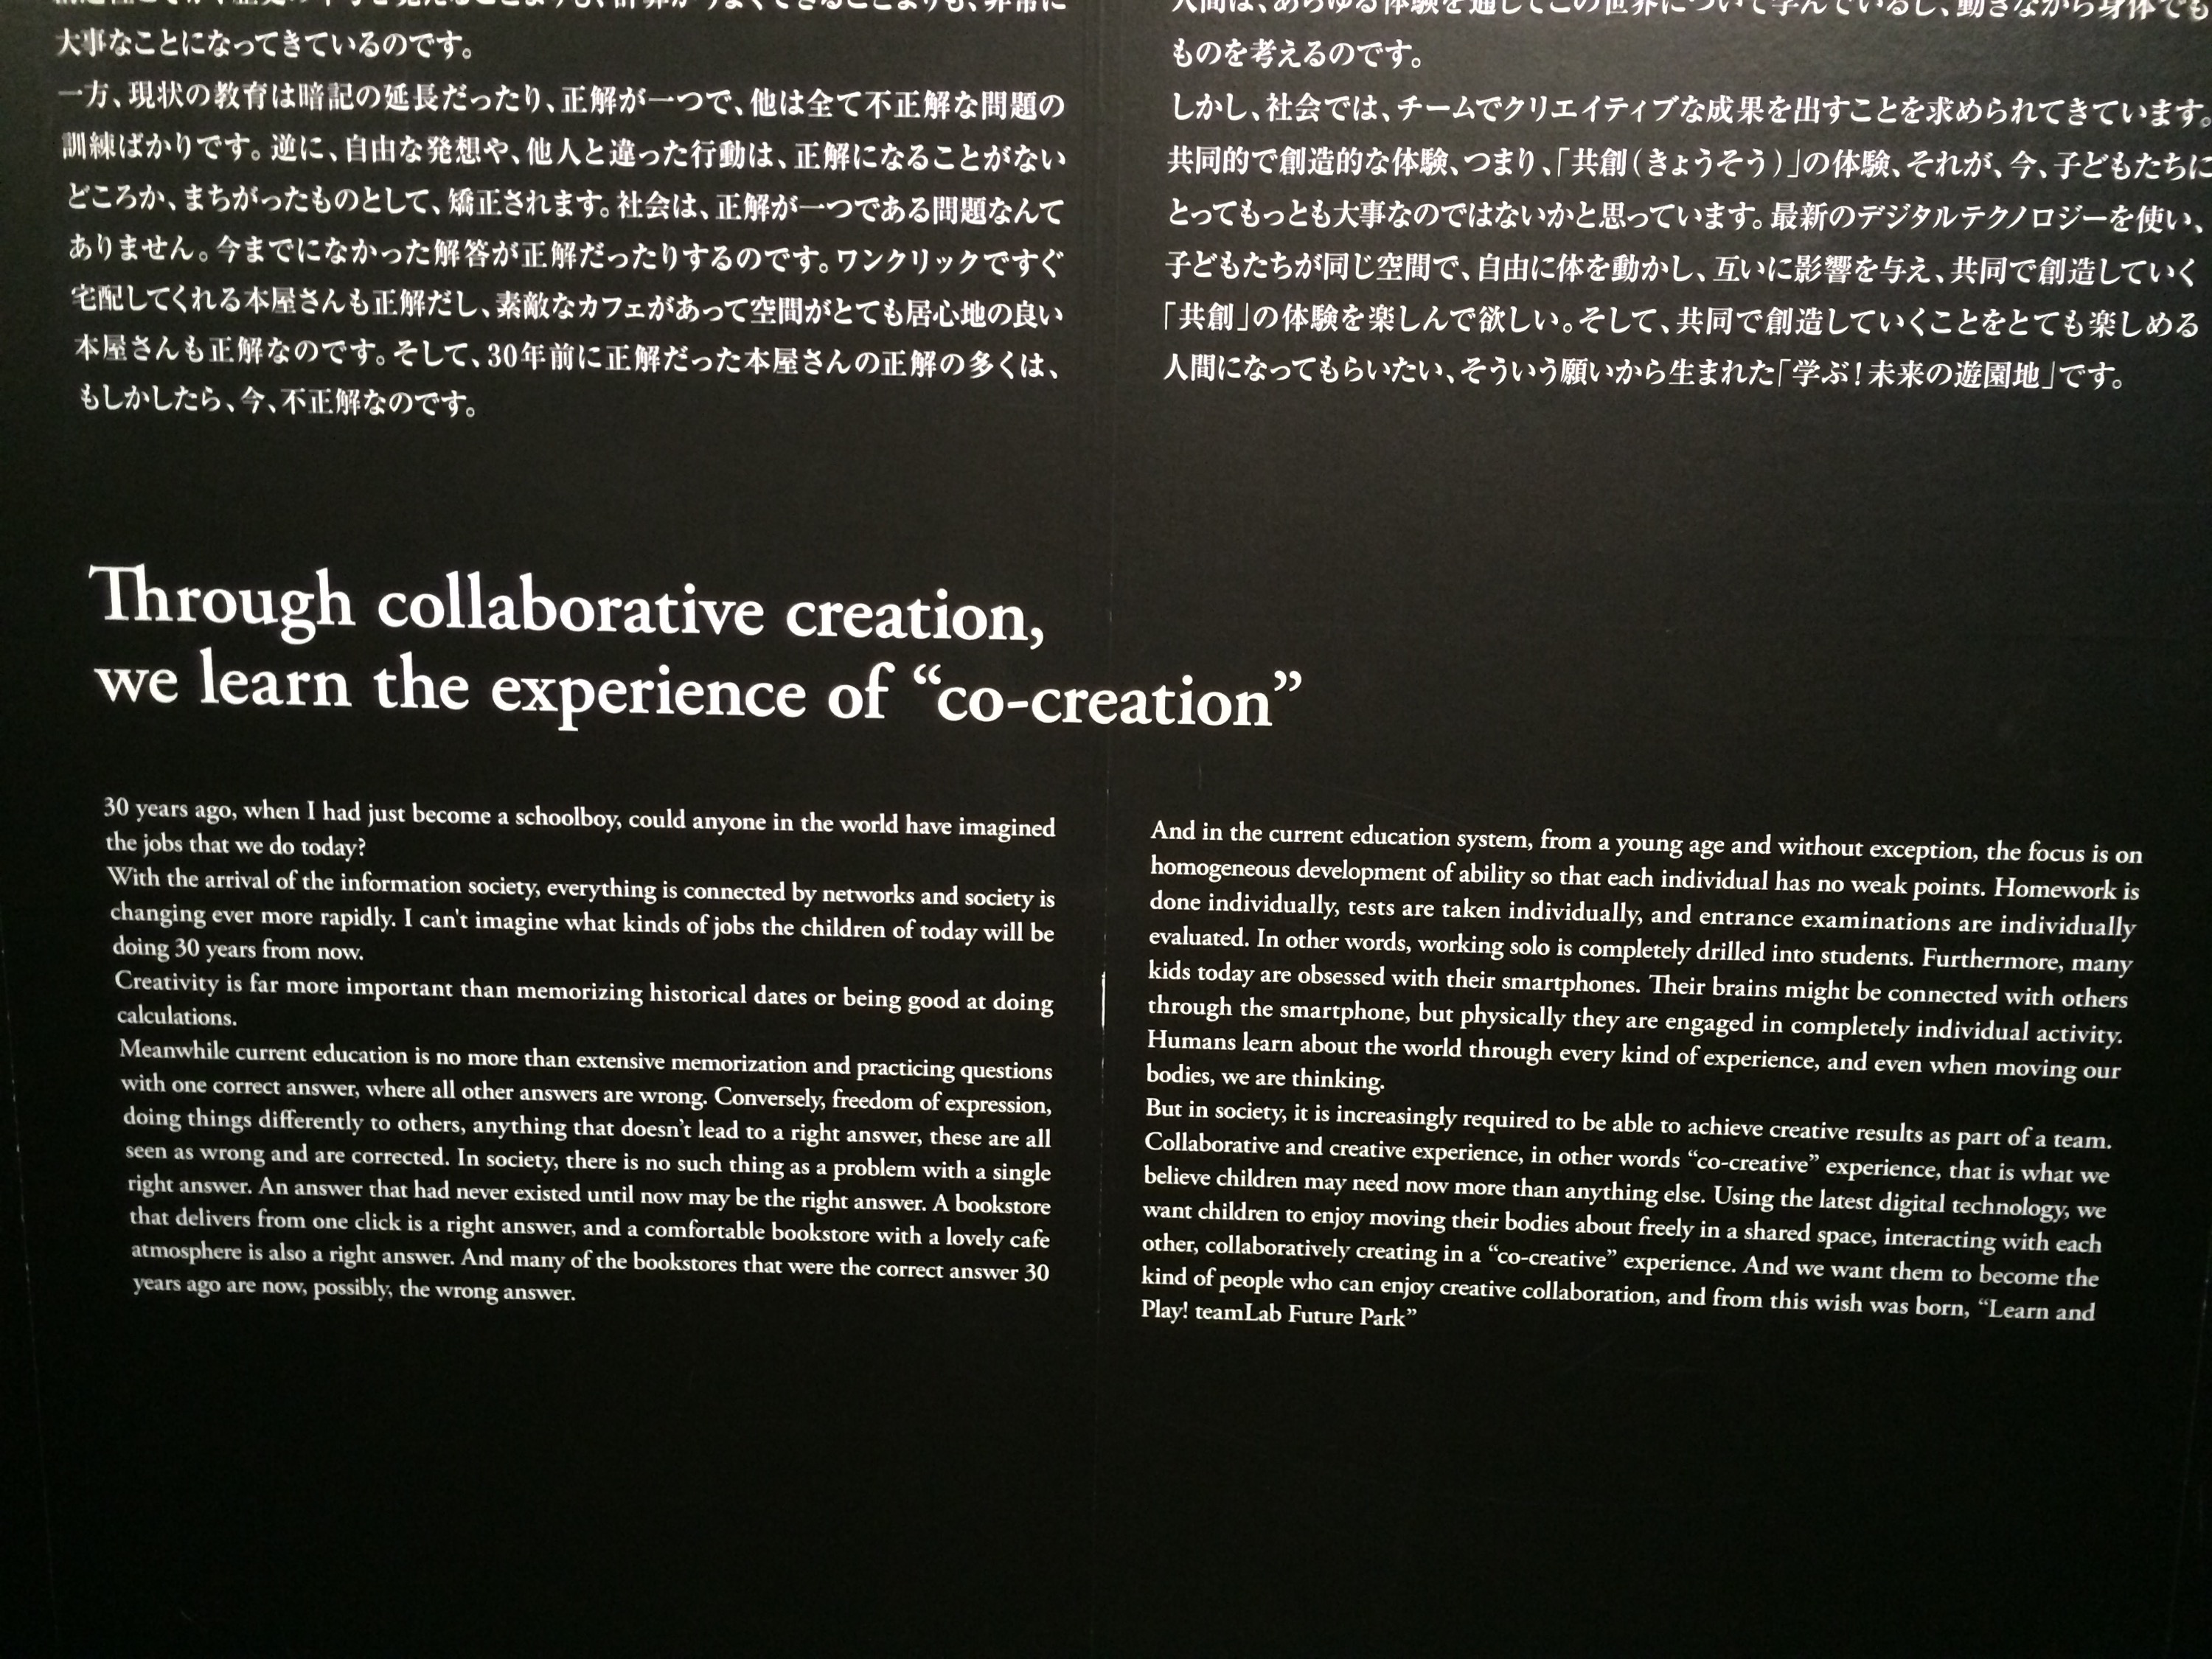 大事なことになってきているのです。
一方、現状の教育は暗記の延長だったり、正解が一つで、他は全て不正解な問題の
訓練ばかりです。逆に、自由な発想や、他人と違った行動は、正解になることがない
どころか、まちがったものとして、矯正されます。社会は、正解が一つである問題なんて
ありません。今までになかった解答が正解だったりするのです。ワンクリックですぐ
宅配してくれる本屋さんも正解だし、素敵なカフェがあって空間がとても居心地の良い
本屋さんも正解なのです。そして、30年前に正解だった本屋さんの正解の多くは、
もしかしたら、今、不正解なのです。
人間は、あらゆる体験を通してこの世界について学んでいるし、動きながら身体でも
ものを考えるのです。
しかし、社会では、チームでクリエイティブな成果を出すことを求められてきています。
共同的で創造的な体験、つまり、「共創(きょうそう)」の体験、それが、今、子どもたちに
とってもっとも大事なのではないかと思っています。最新のデジタルテクノロジーを使い、
子どもたちが同じ空間で、自由に体を動かし、互いに影響を与え、共同で創造していく
「共創」の体験を楽しんで欲しい。そして、共同で創造していくことをとても楽しめる
人間になってもらいたい、そういう願いから生まれた「学ぶ!未来の遊園地」です。
Through collaborative creation,
we learn the experience of “co-creation”
30 years ago, when I had just become a schoolboy, could anyone in the world have imagined
the jobs that we do today?
With the arrival of the information society, everything is connected by networks and society is
changing ever more rapidly. I can't imagine what kinds of jobs the children of today will be
doing 30 years from now.
Creativity is far more important than memorizing historical dates or being good at doing
calculations.
Meanwhile current education is no more than extensive memorization and practicing questions
with one correct answer, where all other answers are wrong. Conversely, freedom of expression,
doing things differently to others, anything that doesn’t lead to a right answer, these are all
seen as wrong and are corrected. In society, there is no such thing as a problem with a single
right answer. An answer that had never existed until now may be the right answer. A bookstore
that delivers from one click is a right answer, and a comfortable bookstore with a lovely cafe
atmosphere is also a right answer. And many of the bookstores that were the correct answer 30
years ago are now, possibly, the wrong answer.
And in the current education system, from a young age and without exception, the focus is on
homogeneous development of ability so that each individual has no weak points. Homework is
done individually, tests are taken individually, and entrance examinations are individually
evaluated. In other words, working solo is completely drilled into students. Furthermore, many
kids today are obsessed with their smartphones. Their brains might be connected with others
through the smartphone, but physically they are engaged in completely individual activity.
Humans learn about the world through every kind of experience, and even when moving our
bodies, we are thinking.
But in society, it is increasingly required to be able to achieve creative results as part of a team.
Collaborative and creative experience, in other words “co-creative” experience, that is what we
believe children may need now more than anything else. Using the latest digital technology, we
want children to enjoy moving their bodies about freely in a shared space, interacting with each
other, collaboratively creating in a “co-creative” experience. And we want them to become the
kind of people who can enjoy creative collaboration, and from this wish was born, “Learn and
Play! teamLab Future Park”